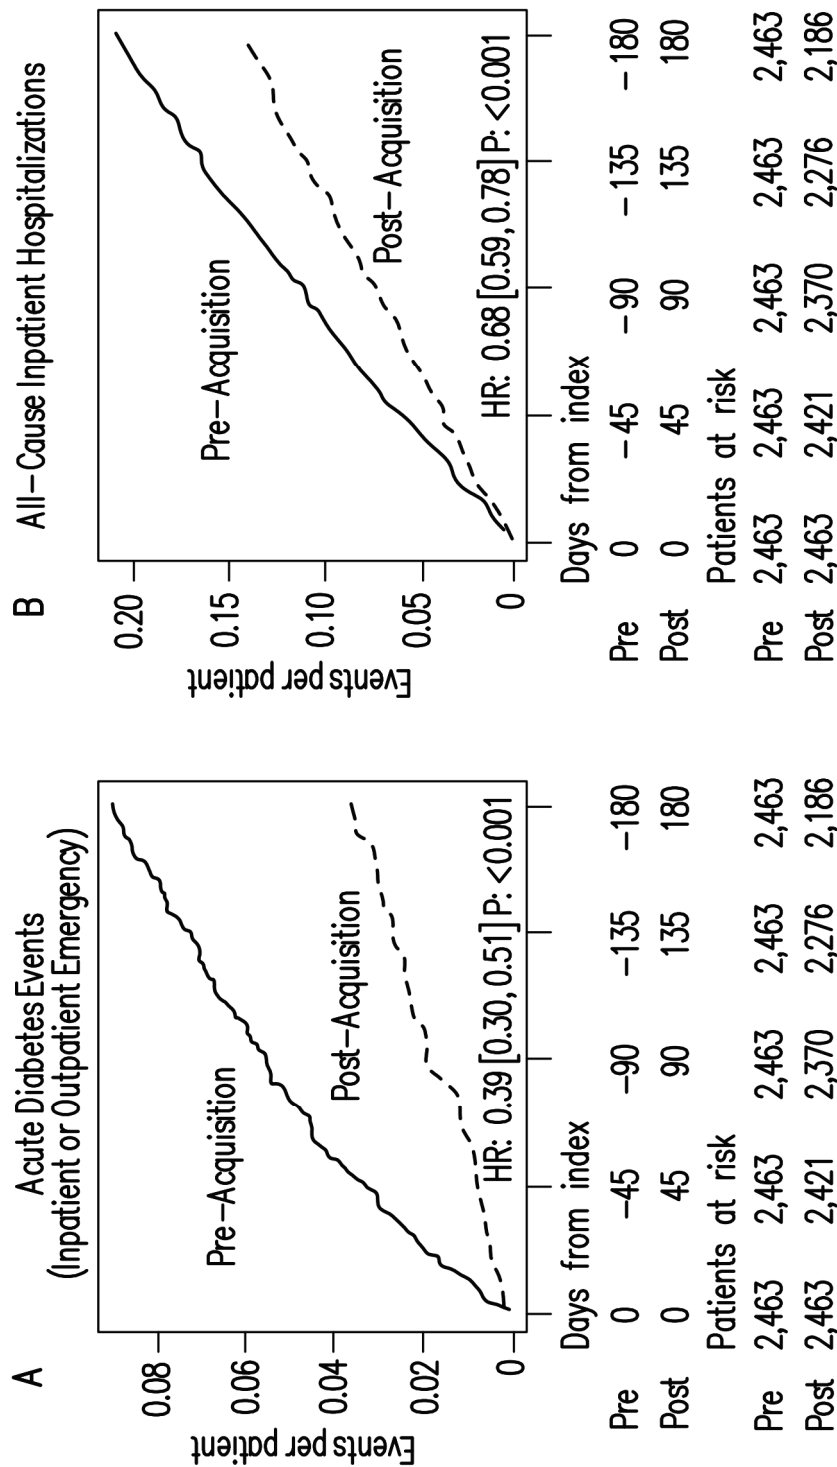 A
Acute Diabetes Events
(Inpatient or Outpatient Emergency)
Events per patient
0.08
0.06
0.04
0.02
0
Pre-Acquisition
Post-Acquisition
HR: 0.39 [0.30, 0.51] P: <0.001
Days from index
Pre 0 -45 -90 -135 -180
Post 0 45 90 135 180
Patients at risk
Pre 2,463 2,463 2,463 2,463 2,463
Post 2,463 2,421 2,370 2,276 2,186
B
All-Cause Inpatient Hospitalizations
Events per patient
0.20
0.15
0.10
0.05
0
Pre-Acquisition
Post-Acquisition
HR: 0.68 [0.59, 0.78] P: <0.001
Days from index
Pre 0 -45 -90 -135 -180
Post 0 45 90 135 180
Patients at risk
Pre 2,463 2,463 2,463 2,463 2,463
Post 2,463 2,421 2,370 2,276 2,186